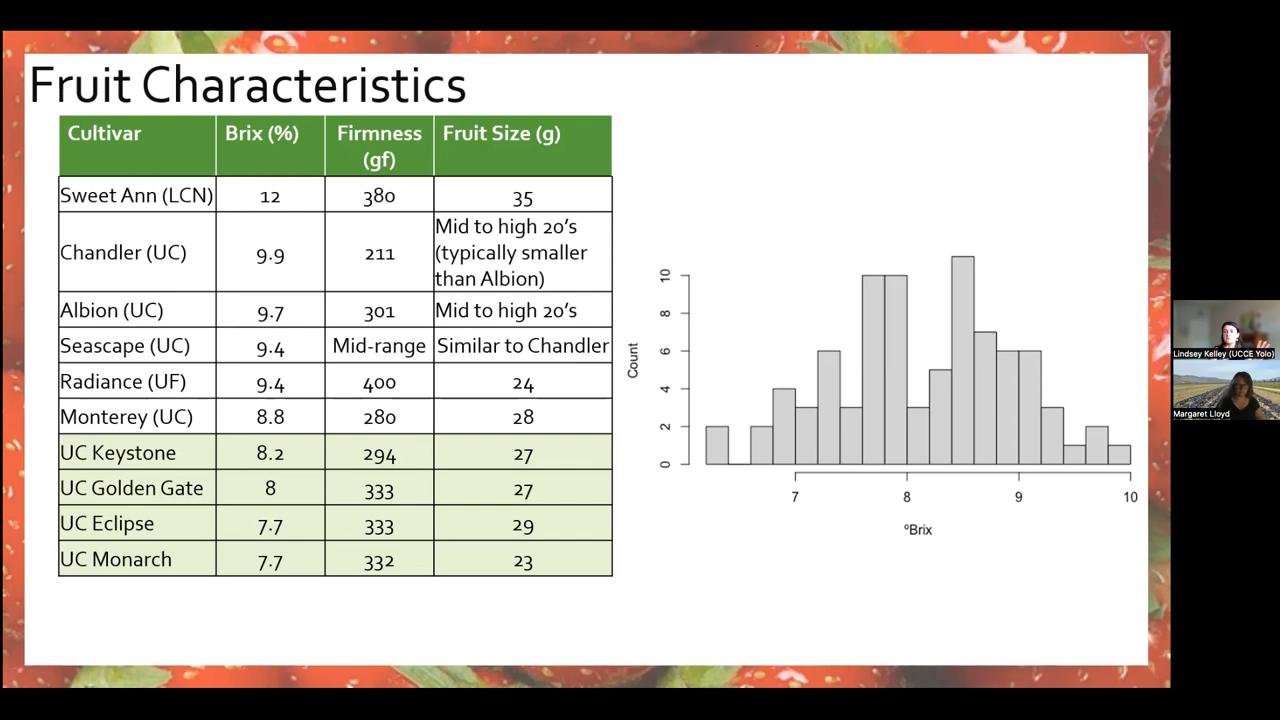 Fruit Characteristics
Cultivar Brix (%) Firmness (gf) Fruit Size (g)
Sweet Ann (LCN) 12 380 35
Chandler (UC) 9.9 211 Mid to high 20's (typically smaller than Albion)
Albion (UC) 9.7 301 Mid to high 20's
Seascape (UC) 9.4 Mid-range Similar to Chandler
Radiance (UF) 9.4 400 24
Monterey (UC) 8.8 280 28
UC Keystone 8.2 294 27
UC Golden Gate 8 333 27
UC Eclipse 7.7 333 29
UC Monarch 7.7 332 23
Count
10
8
6
4
2
0
7 8 9 10
ºBrix
Lindsey Kelley (UCCE Yolo)
Margaret Lloyd